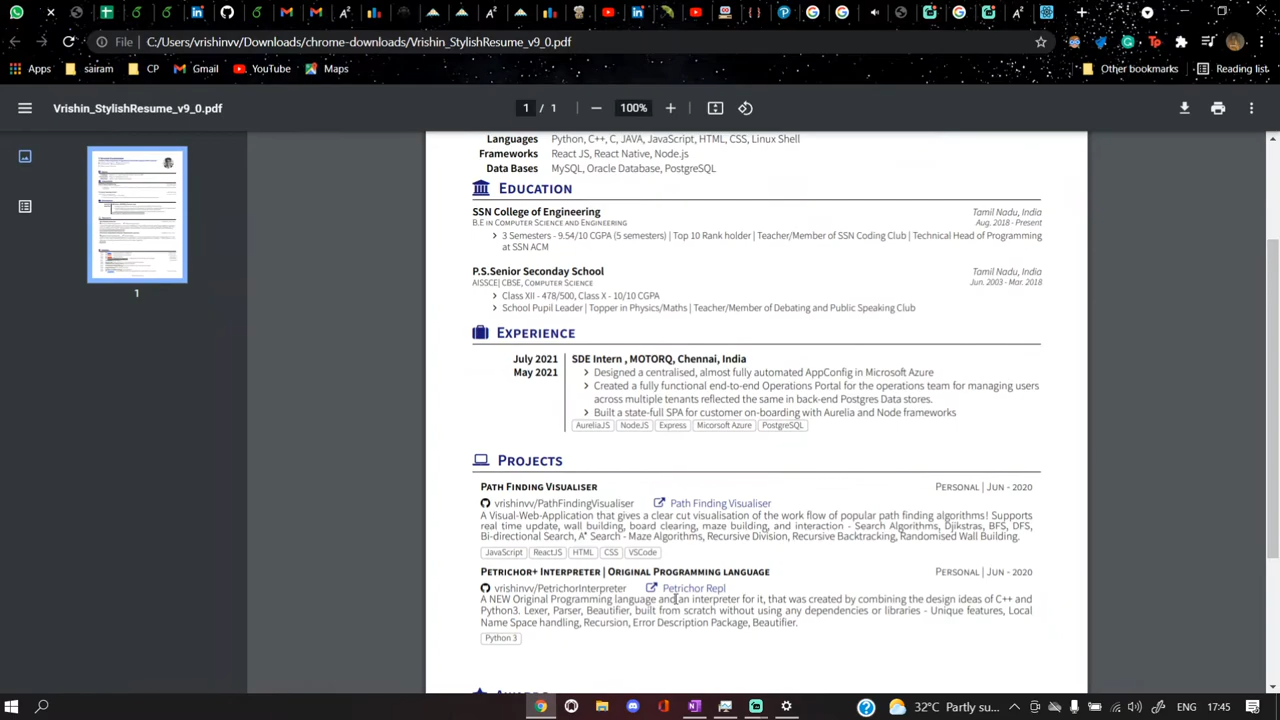 File
C:/Users/vrishinvv/Downloads/chrome-downloads/Vrishin_StylishResume_v9_0.pdf
Apps
sairam
CP
Gmail
YouTube
Maps
Other bookmarks
Reading list
Vrishin_StylishResume_v9_0.pdf
1 / 1
100%
1
Languages Python, C++, C, JAVA, JavaScript, HTML, CSS, Linux Shell
Frameworks React JS, React Native, Node.js
Data Bases MySQL, Oracle Database, PostgreSQL
EDUCATION
SSN College of Engineering Tamil Nadu, India
B.E IN COMPUTER SCIENCE AND ENGINEERING Aug. 2018 - Present
3 Semesters - 9.54/10 CGPA (5 semesters) | Top 10 Rank holder | Teacher/Member of SSN Coding Club | Technical Head of Programming
at SSN ACM
P.S.Senior Seconday School Tamil Nadu, India
AISSCE| CBSE, COMPUTER SCIENCE Jun. 2003 - Mar. 2018
Class XII - 478/500, Class X - 10/10 CGPA
School Pupil Leader | Topper in Physics/Maths | Teacher/Member of Debating and Public Speaking Club
EXPERIENCE
July 2021 SDE Intern , MOTORQ, Chennai, India
May 2021 Designed a centralised, almost fully automated AppConfig in Microsoft Azure
Created a fully functional end-to-end Operations Portal for the operations team for managing users
across multiple tenants reflected the same in back-end Postgres Data stores.
Built a state-full SPA for customer on-boarding with Aurelia and Node frameworks
AureliaJS NodeJS Express Micorsoft Azure PostgreSQL
PROJECTS
PATH FINDING VISUALISER PERSONAL | JUN - 2020
vrishinvv/PathFindingVisualiser Path Finding Visualiser
A Visual-Web-Application that gives a clear cut visualisation of the work flow of popular path finding algorithms! Supports
real time update, wall building, board clearing, maze building, and interaction - Search Algorithms, Djikstras, BFS, DFS,
Bi-directional Search, A* Search - Maze Algorithms, Recursive Division, Recursive Backtracking, Randomised Wall Building.
JavaScript ReactJS HTML CSS VSCode
PETRICHOR+ INTERPRETER | ORIGINAL PROGRAMMING LANGUAGE PERSONAL | JUN - 2020
vrishinvv/PetrichorInterpreter Petrichor Repl
A NEW Original Programming language and an interpreter for it, that was created by combining the design ideas of C++ and
Python3. Lexer, Parser, Beautifier, built from scratch without using any dependencies or libraries - Unique features, Local
Name Space handling, Recursion, Error Description Package, Beautifier.
Python 3
32°C Partly su...
ENG
17:45